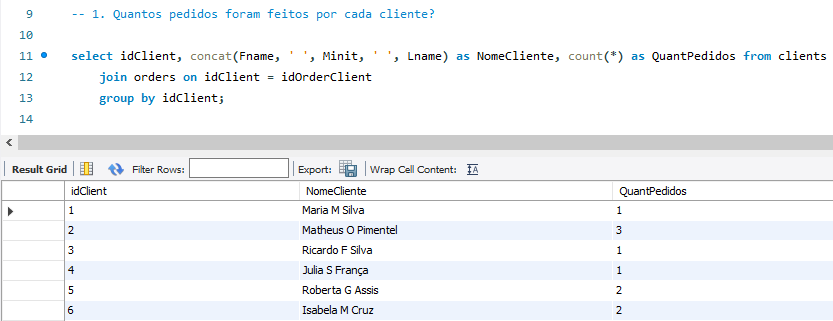 9 -- 1. Quantos pedidos foram feitos por cada cliente?
10
11 select idClient, concat(Fname, ' ', Minit, ' ', Lname) as NomeCliente, count(*) as QuantPedidos from clients
12 join orders on idClient = idOrderClient
13 group by idClient;
14
Result Grid Filter Rows: Export: Wrap Cell Content: IA
idClient NomeCliente QuantPedidos
1 Maria M Silva 1
2 Matheus O Pimentel 3
3 Ricardo F Silva 1
4 Julia S França 1
5 Roberta G Assis 2
6 Isabela M Cruz 2